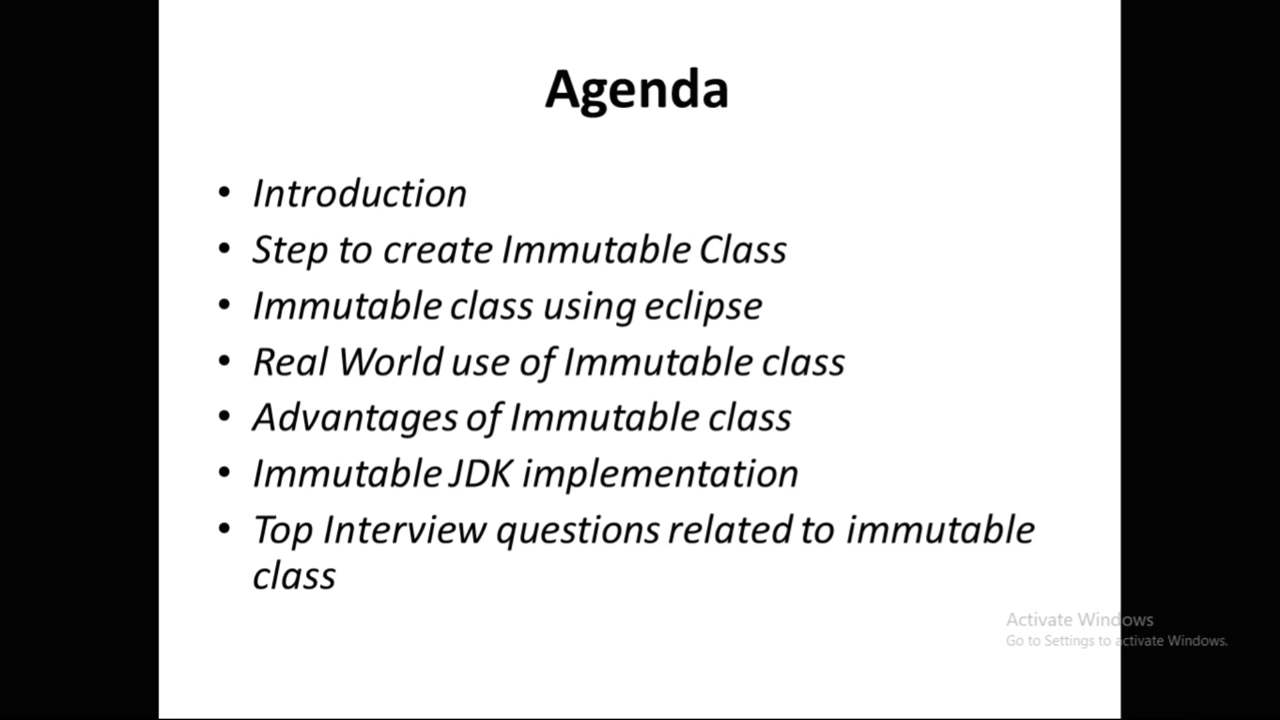 Agenda
• Introduction
• Step to create Immutable Class
• Immutable class using eclipse
• Real World use of Immutable class
• Advantages of Immutable class
• Immutable JDK implementation
• Top Interview questions related to immutable
class
Activate Windows
Go to Settings to activate Windows.